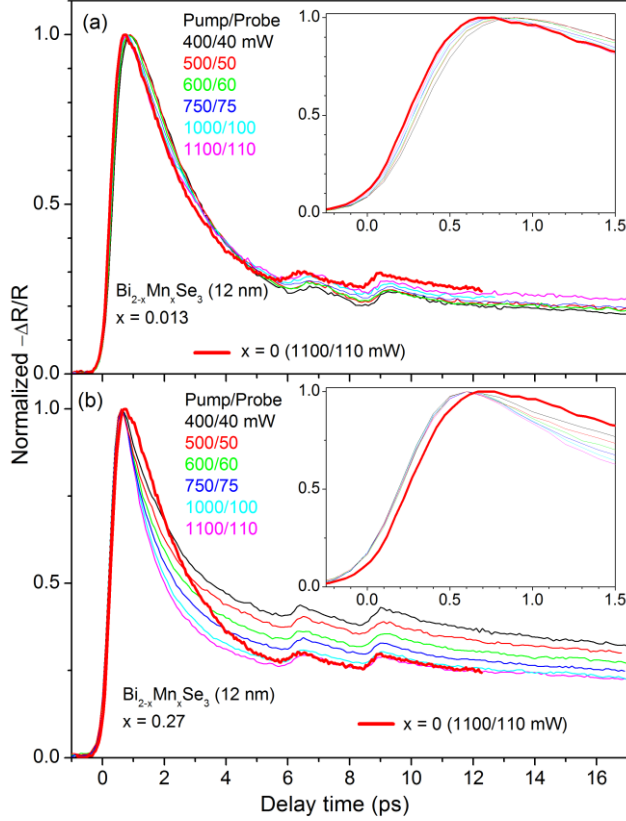 (a)
Pump/Probe
400/40 mW
500/50
600/60
750/75
1000/100
1100/110
1.0
0.5
0.0
0.0 0.5 1.0 1.5
1.0
0.5
0.0
Bi2-xMnxSe3 (12 nm)
x = 0.013
x = 0 (1100/110 mW)
Normalized -ΔR/R
(b)
Pump/Probe
400/40 mW
500/50
600/60
750/75
1000/100
1100/110
1.0
0.5
0.0
0.0 0.5 1.0 1.5
1.0
0.5
0.0
Bi2-xMnxSe3 (12 nm)
x = 0.27
x = 0 (1100/110 mW)
0 2 4 6 8 10 12 14 16
Delay time (ps)